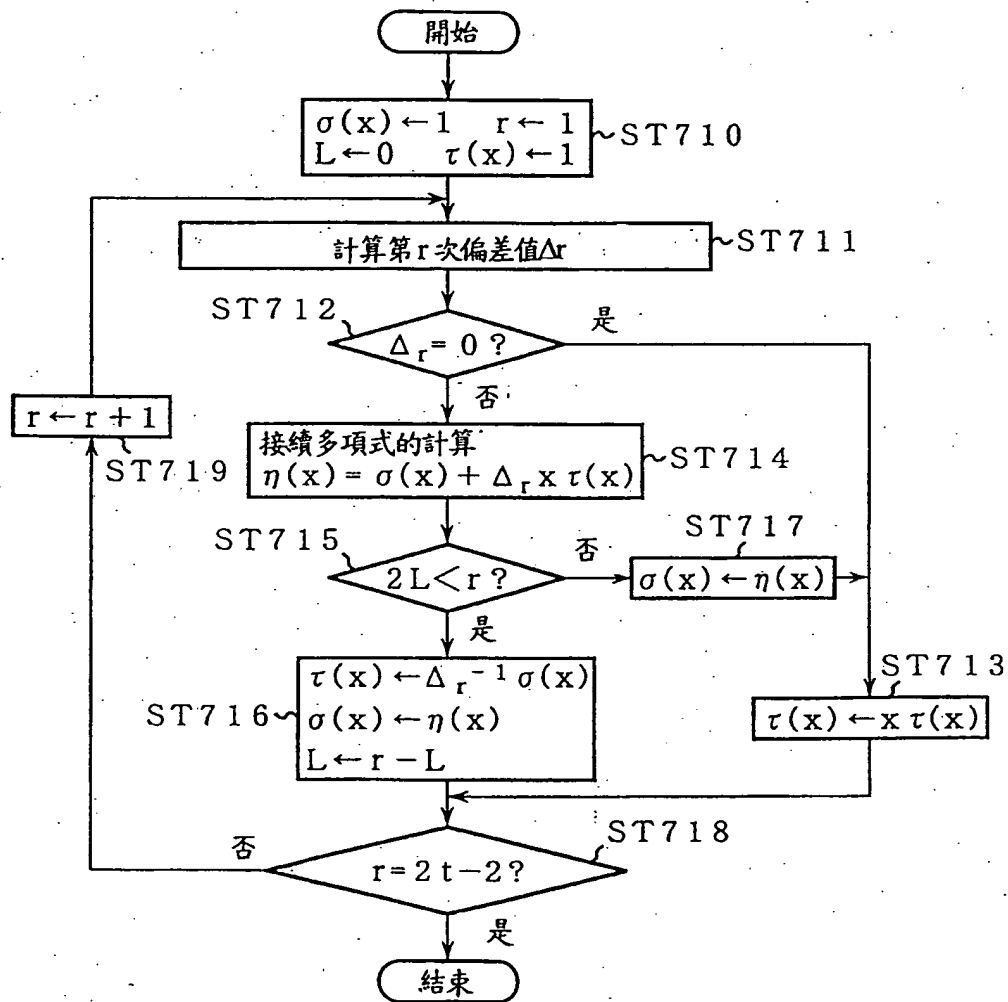 開始
σ(x)←1 r←1
L←0 τ(x)←1
ST710
計算第r次偏差值Δr
ST711
ST712
Δr=0?
是
否
r←r+1
ST719
接續多項式的計算
η(x)=σ(x)+Δr x τ(x)
ST714
ST715
2L<r?
否
ST717
σ(x)←η(x)
是
τ(x)←Δr⁻¹σ(x)
σ(x)←η(x)
L←r-L
ST716
ST713
τ(x)←xτ(x)
ST718
r=2t-2?
否
是
結束